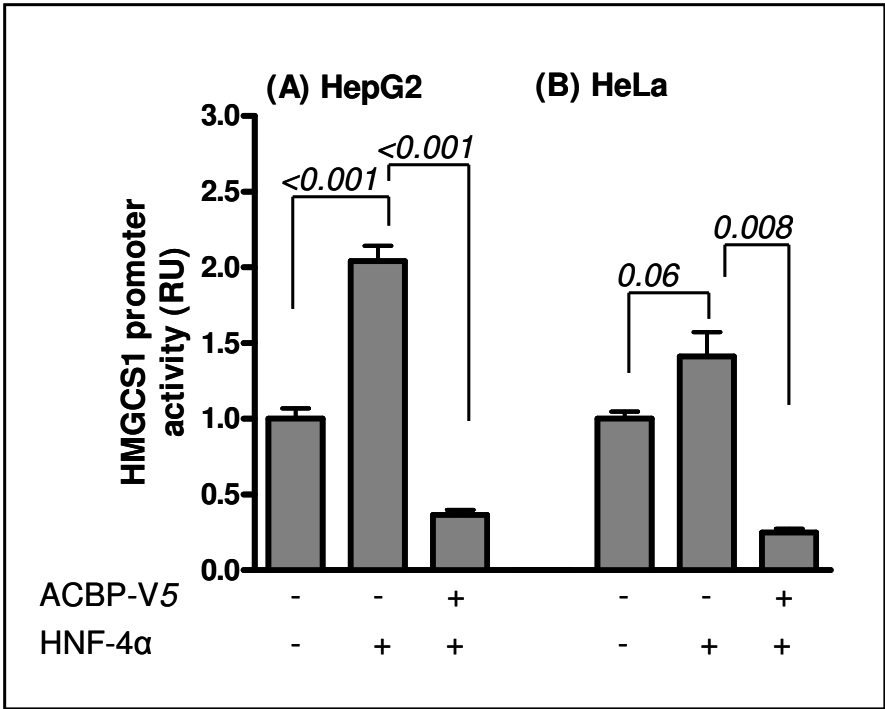 (A) HepG2
(B) HeLa
HMGCS1 promoter
activity (RU)
3.0
2.5
2.0
1.5
1.0
0.5
0.0
<0.001
<0.001
0.06
0.008
ACBP-V5 - - + - - +
HNF-4α - + + - + +